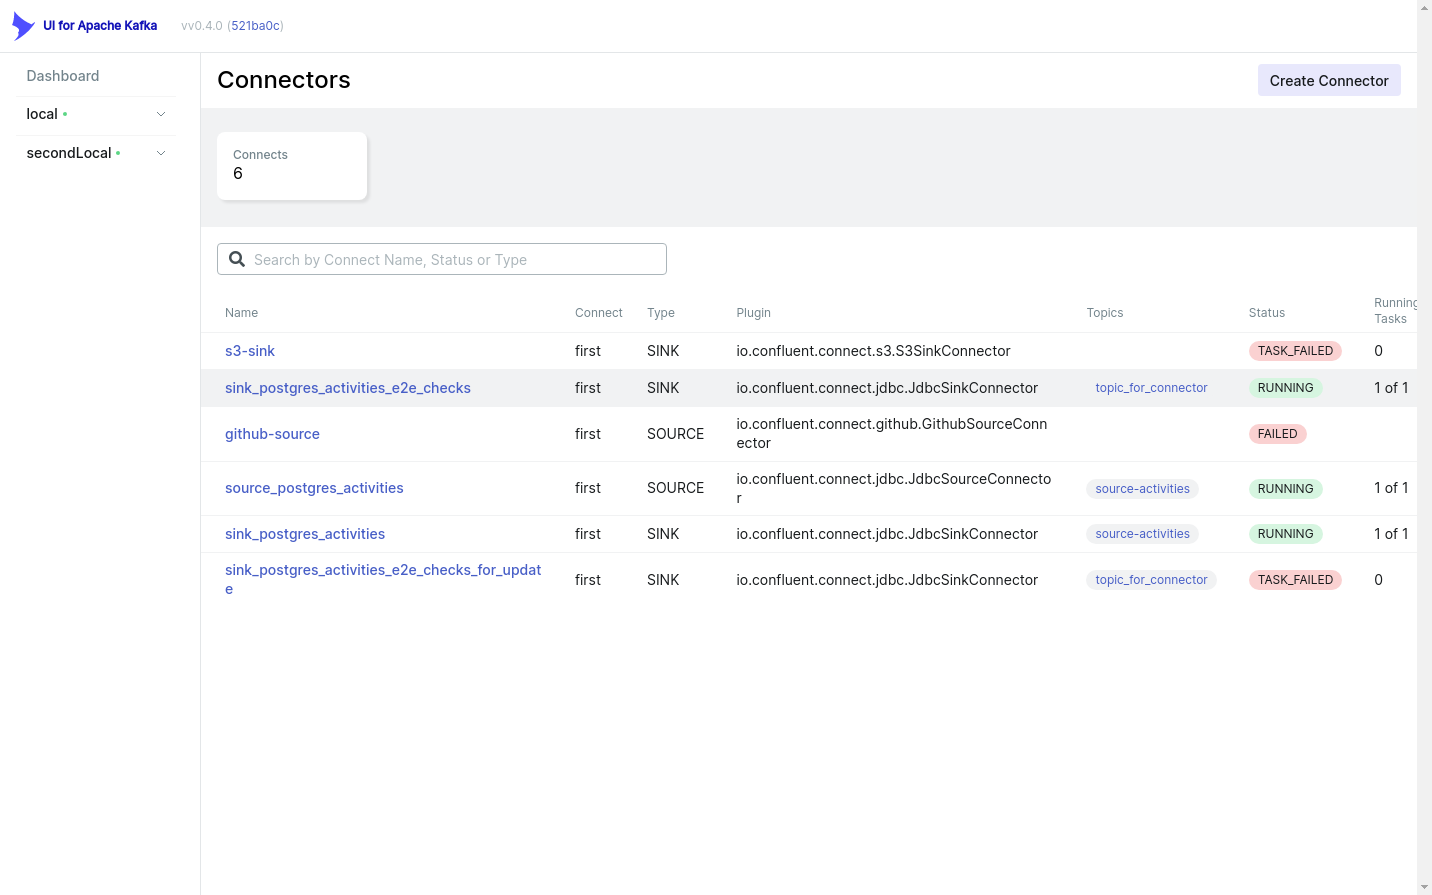 UI for Apache Kafka vv0.4.0 (521ba0c)
Dashboard
local
secondLocal
Connectors
Create Connector
Connects
6
Search by Connect Name, Status or Type
Name Connect Type Plugin Topics Status Running
Tasks
s3-sink first SINK io.confluent.connect.s3.S3SinkConnector TASK_FAILED 0
sink_postgres_activities_e2e_checks first SINK io.confluent.connect.jdbc.JdbcSinkConnector topic_for_connector RUNNING 1 of 1
github-source first SOURCE io.confluent.connect.github.GithubSourceConn
ector FAILED
source_postgres_activities first SOURCE io.confluent.connect.jdbc.JdbcSourceConnecto
r source-activities RUNNING 1 of 1
sink_postgres_activities first SINK io.confluent.connect.jdbc.JdbcSinkConnector source-activities RUNNING 1 of 1
sink_postgres_activities_e2e_checks_for_updat
e first SINK io.confluent.connect.jdbc.JdbcSinkConnector topic_for_connector TASK_FAILED 0